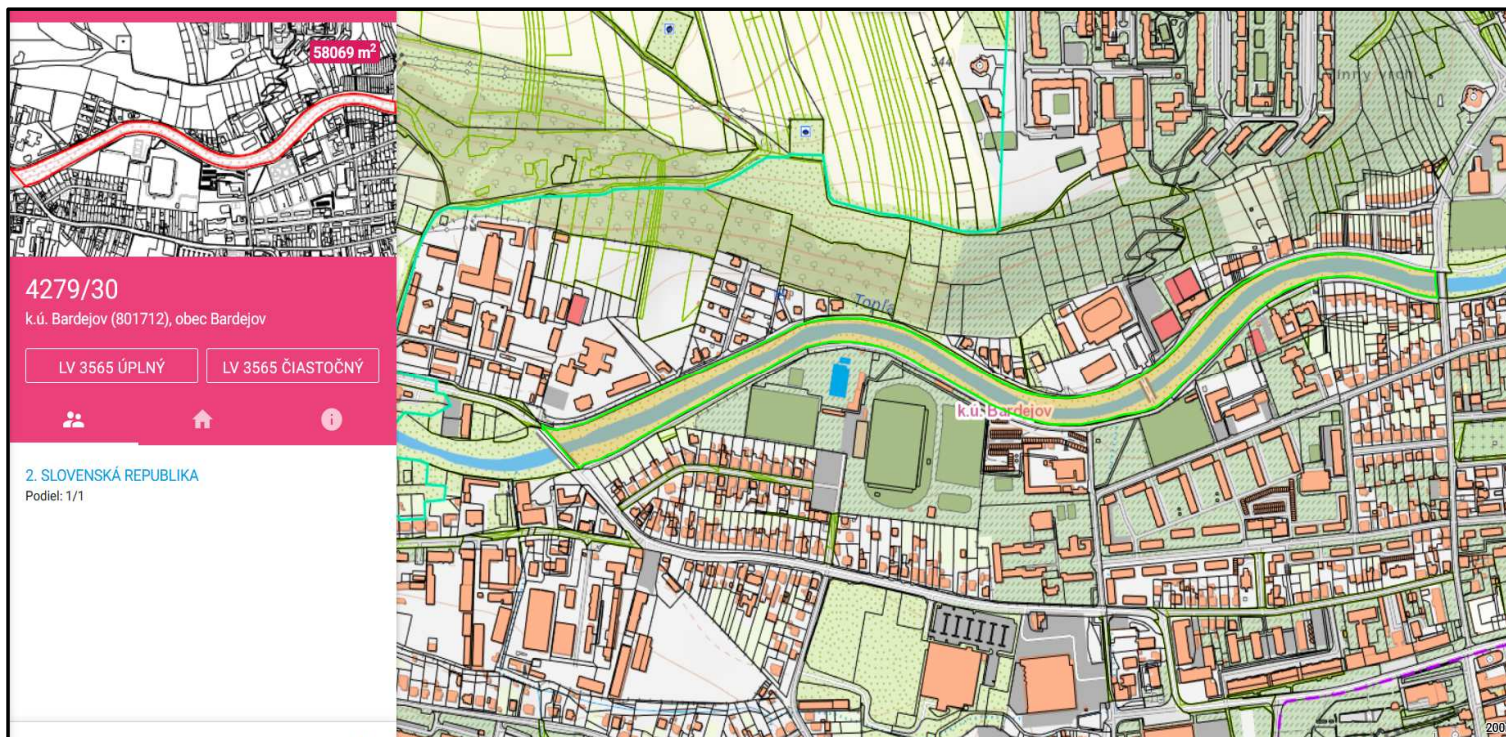 58069 m²
4279/30
k.ú. Bardejov (801712), obec Bardejov
LV 3565 ÚPLNÝ
LV 3565 ČIASTOČNÝ
2. SLOVENSKÁ REPUBLIKA
Podiel: 1/1
344
Topľa
k.ú. Bardejov
200